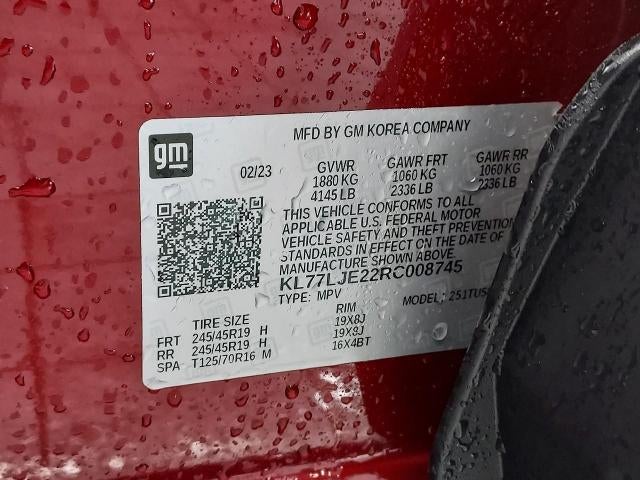 gm
MFD BY GM KOREA COMPANY
02/23
GVWR GAWR FRT GAWR RR
1880 KG 1060 KG 1060 KG
4145 LB 2336 LB 2336 LB
THIS VEHICLE CONFORMS TO ALL
APPLICABLE U.S. FEDERAL MOTOR
VEHICLE SAFETY AND THEFT PREVENTION
STANDARDS IN EFFECT ON THE DATE OF
MANUFACTURE SHOWN ABOVE.
KL77LJE22RC008745
TYPE: MPV MODEL: 251TUS
TIRE SIZE RIM
FRT 245/45R19 H 19X8J
RR 245/45R19 H 19X8J
SPA T125/70R16 M 16X4BT